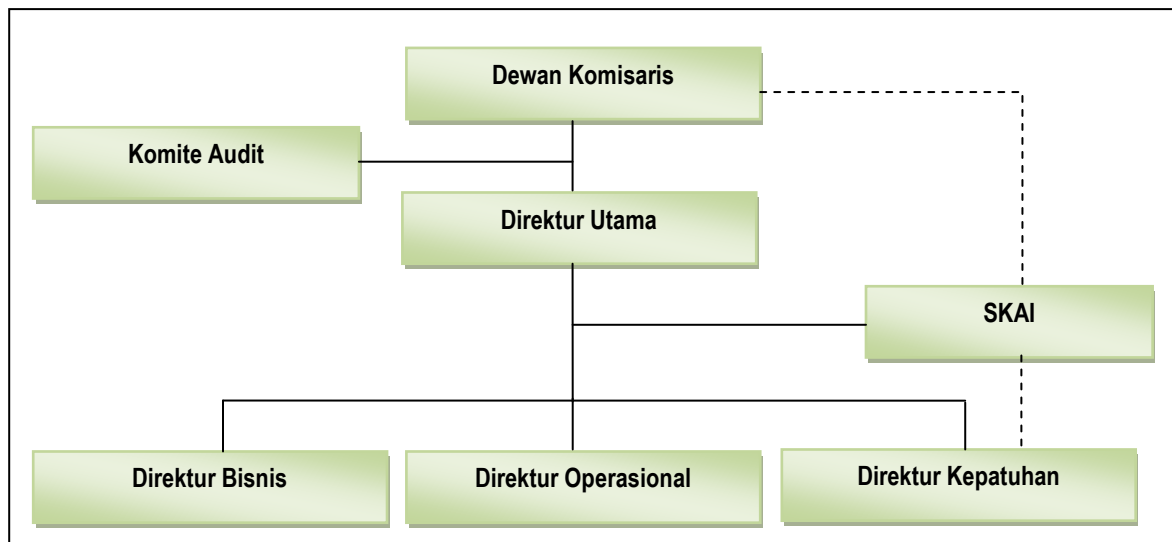 Dewan Komisaris
Komite Audit
Direktur Utama
SKAI
Direktur Bisnis
Direktur Operasional
Direktur Kepatuhan